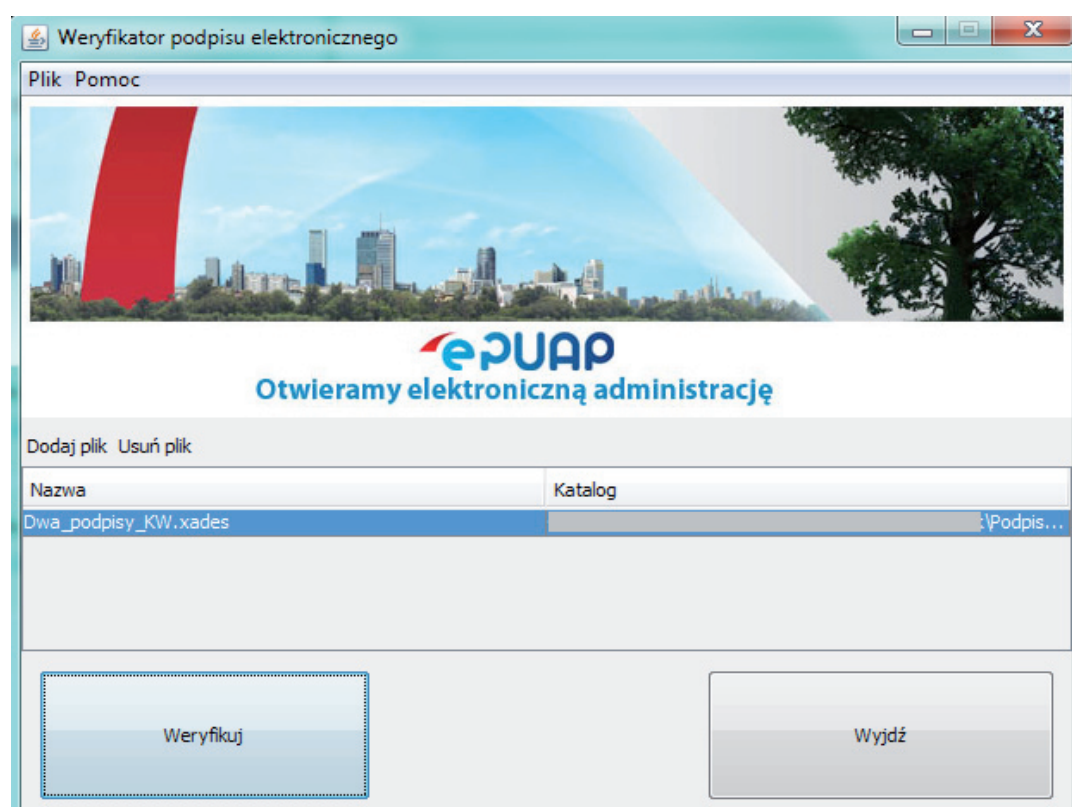 Weryfikator podpisu elektronicznego
Plik Pomoc
ePUAP
Otwieramy elektroniczną administrację
Dodaj plik Usuń plik
Nazwa Katalog
Dwa_podpisy_KW.xades :\Podpis...
Weryfikuj Wyjdź